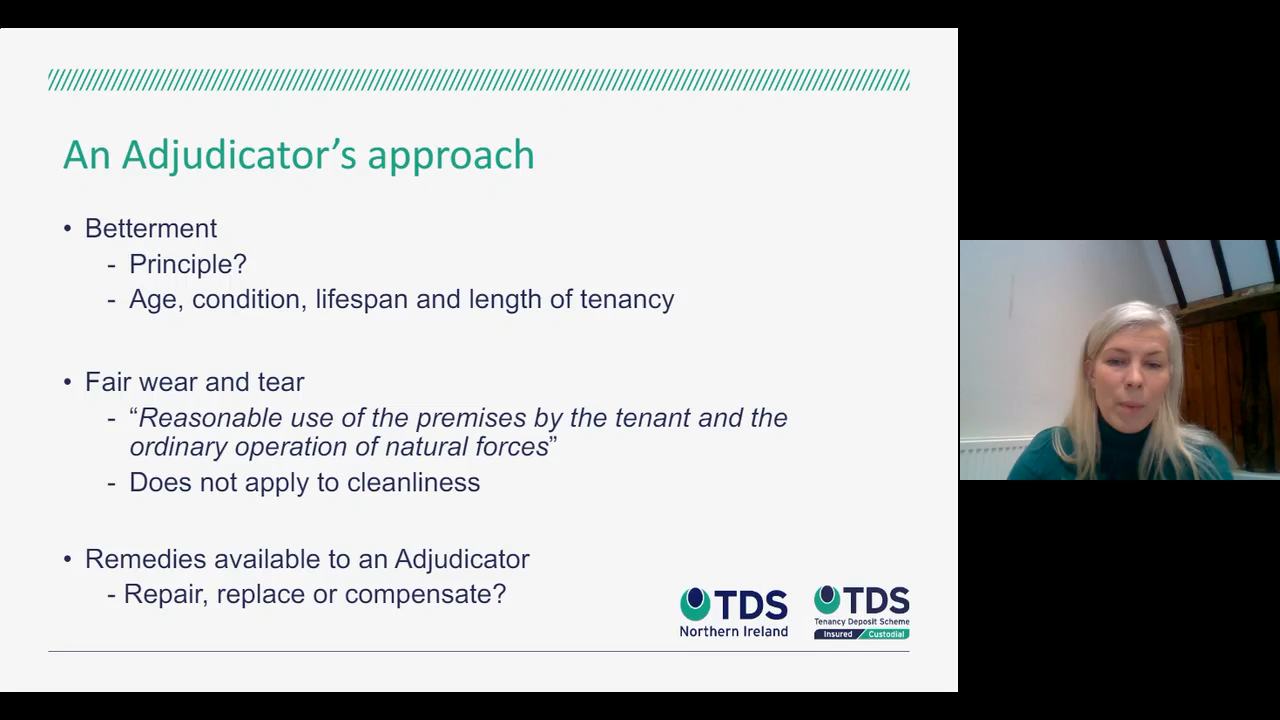 An Adjudicator’s approach
• Betterment
- Principle?
- Age, condition, lifespan and length of tenancy
• Fair wear and tear
- “Reasonable use of the premises by the tenant and the
ordinary operation of natural forces”
- Does not apply to cleanliness
• Remedies available to an Adjudicator
- Repair, replace or compensate?
TDS
Northern Ireland
TDS
Tenancy Deposit Scheme
Insured Custodial